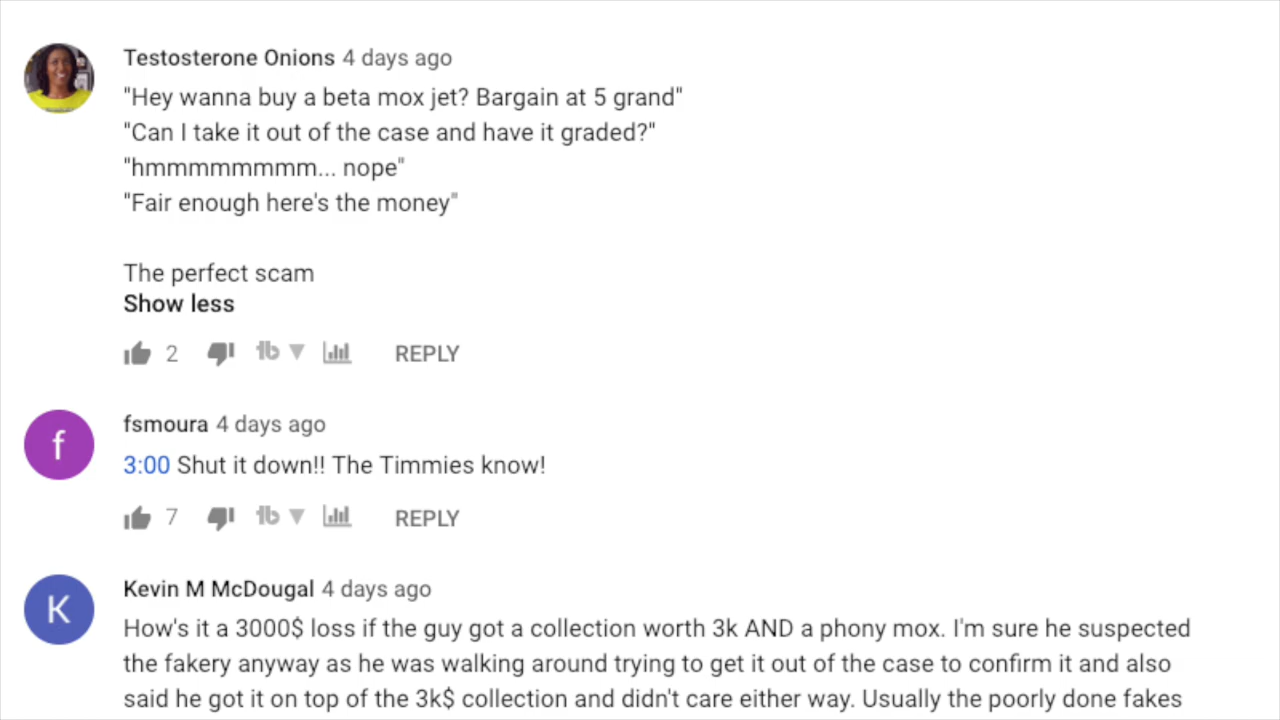 Testosterone Onions 4 days ago
"Hey wanna buy a beta mox jet? Bargain at 5 grand"
"Can I take it out of the case and have it graded?"
"hmmmmmmmm... nope"
"Fair enough here's the money"
The perfect scam
Show less
2 REPLY
f
fsmoura 4 days ago
3:00 Shut it down!! The Timmies know!
7 REPLY
K
Kevin M McDougal 4 days ago
How's it a 3000$ loss if the guy got a collection worth 3k AND a phony mox. I'm sure he suspected
the fakery anyway as he was walking around trying to get it out of the case to confirm it and also
said he got it on top of the 3k$ collection and didn't care either way. Usually the poorly done fakes